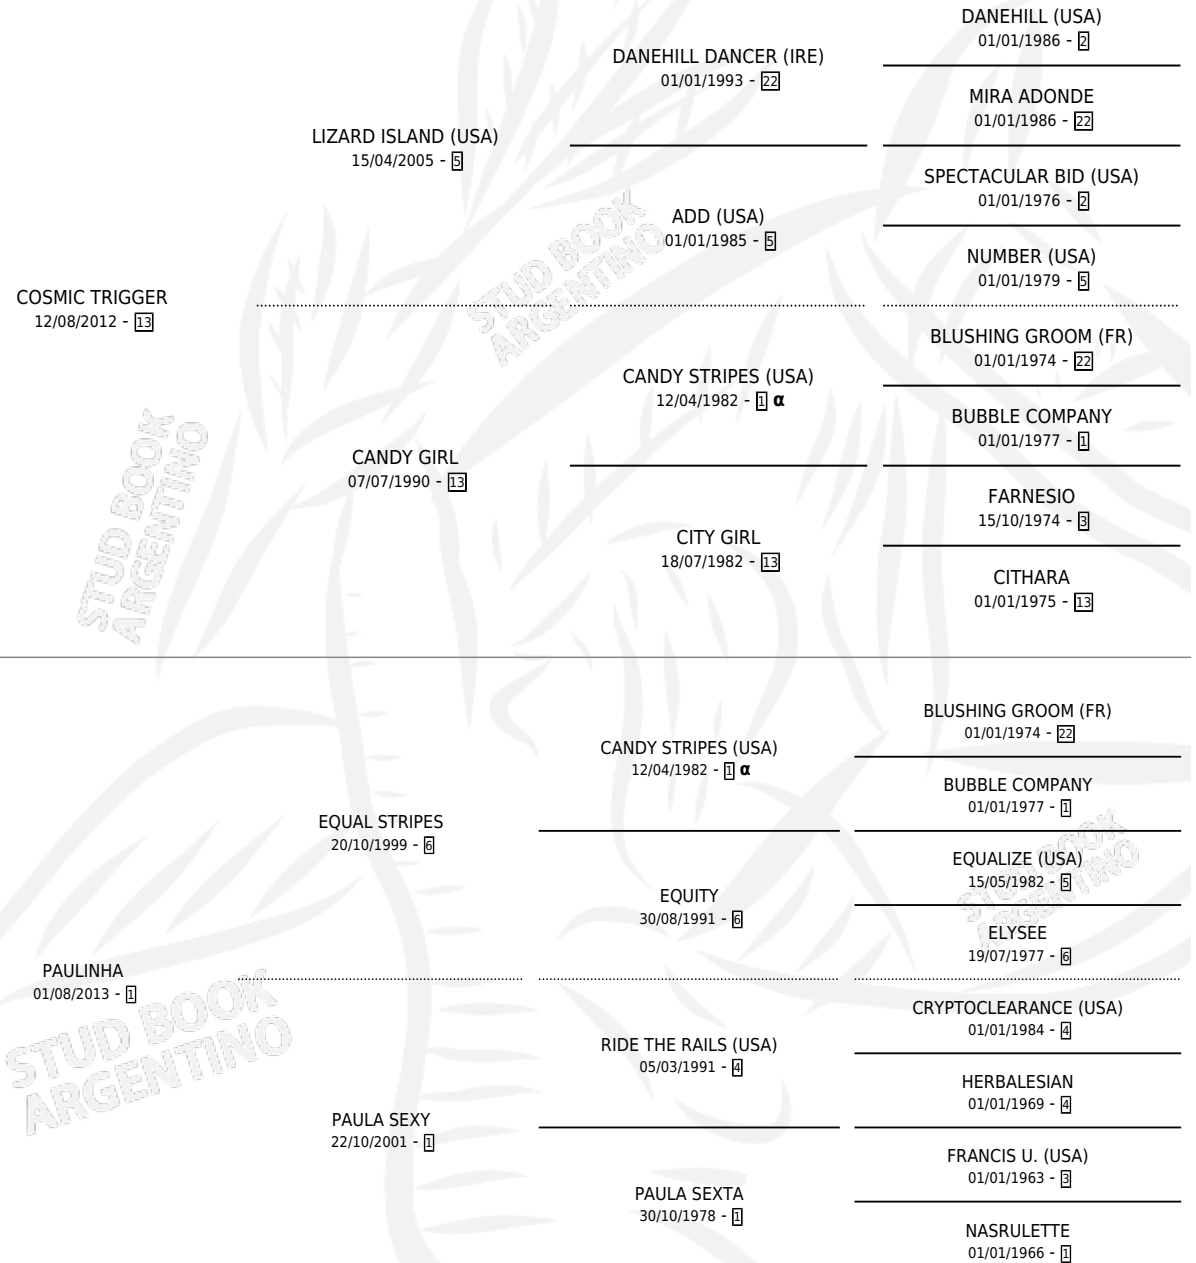 DANEHILL (USA)
01/01/1986 - 2
DANEHILL DANCER (IRE)
01/01/1993 - 22
MIRA ADONDE
01/01/1986 - 22
LIZARD ISLAND (USA)
15/04/2005 - 5
SPECTACULAR BID (USA)
01/01/1976 - 2
ADD (USA)
01/01/1985 - 5
NUMBER (USA)
01/01/1979 - 5
COSMIC TRIGGER
12/08/2012 - 13
BLUSHING GROOM (FR)
01/01/1974 - 22
CANDY STRIPES (USA)
12/04/1982 - 1 α
BUBBLE COMPANY
01/01/1977 - 1
CANDY GIRL
07/07/1990 - 13
FARNESIO
15/10/1974 - 3
CITY GIRL
18/07/1982 - 13
CITHARA
01/01/1975 - 13
BLUSHING GROOM (FR)
01/01/1974 - 22
CANDY STRIPES (USA)
12/04/1982 - 1 α
BUBBLE COMPANY
01/01/1977 - 1
EQUAL STRIPES
20/10/1999 - 6
EQUALIZE (USA)
15/05/1982 - 5
EQUITY
30/08/1991 - 6
ELYSEE
19/07/1977 - 6
PAULINHA
01/08/2013 - 1
CRYPTOCLEARANCE (USA)
01/01/1984 - 4
RIDE THE RAILS (USA)
05/03/1991 - 4
HERBALESIAN
01/01/1969 - 4
PAULA SEXY
22/10/2001 - 1
FRANCIS U. (USA)
01/01/1963 - 3
PAULA SEXTA
30/10/1978 - 1
NASRULETTE
01/01/1966 - 1
STUD BOOK
ARGENTINO
STUD BOOK
ARGENTINO
STUD BOOK
ARGENTINO
STUD BOOK
ARGENTINO